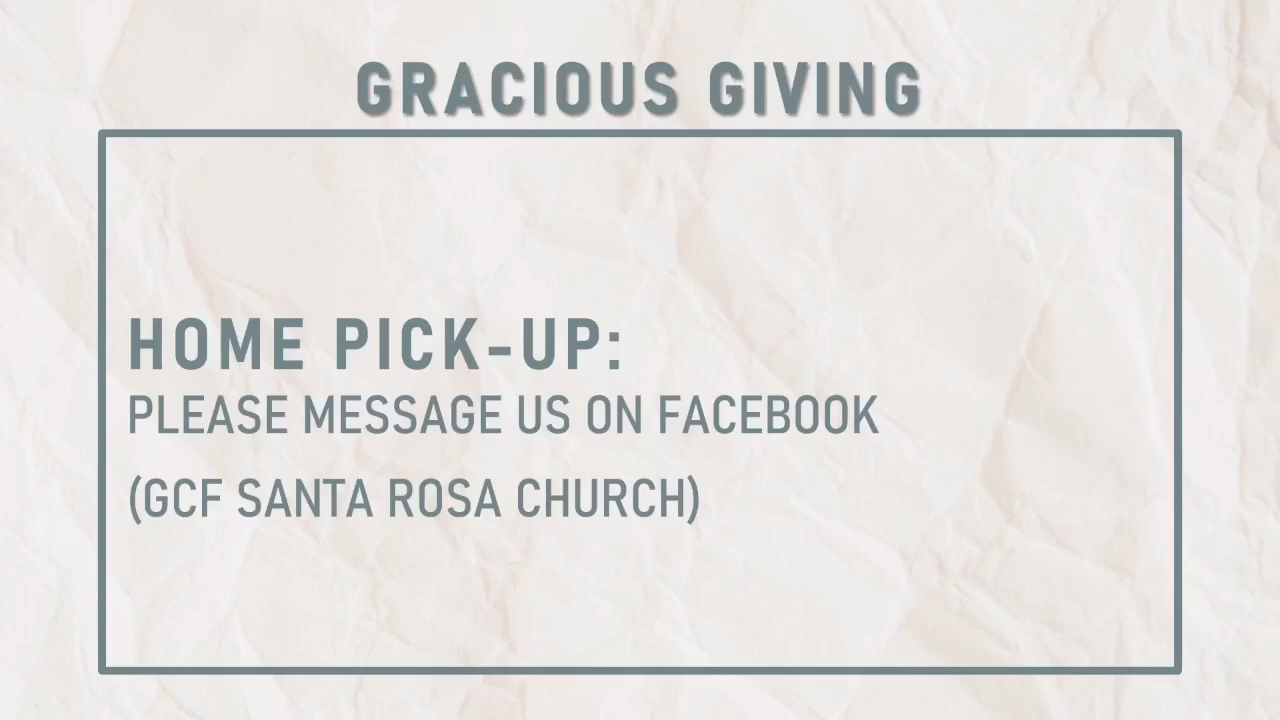 GRACIOUS GIVING
HOME PICK-UP:
PLEASE MESSAGE US ON FACEBOOK
(GCF SANTA ROSA CHURCH)